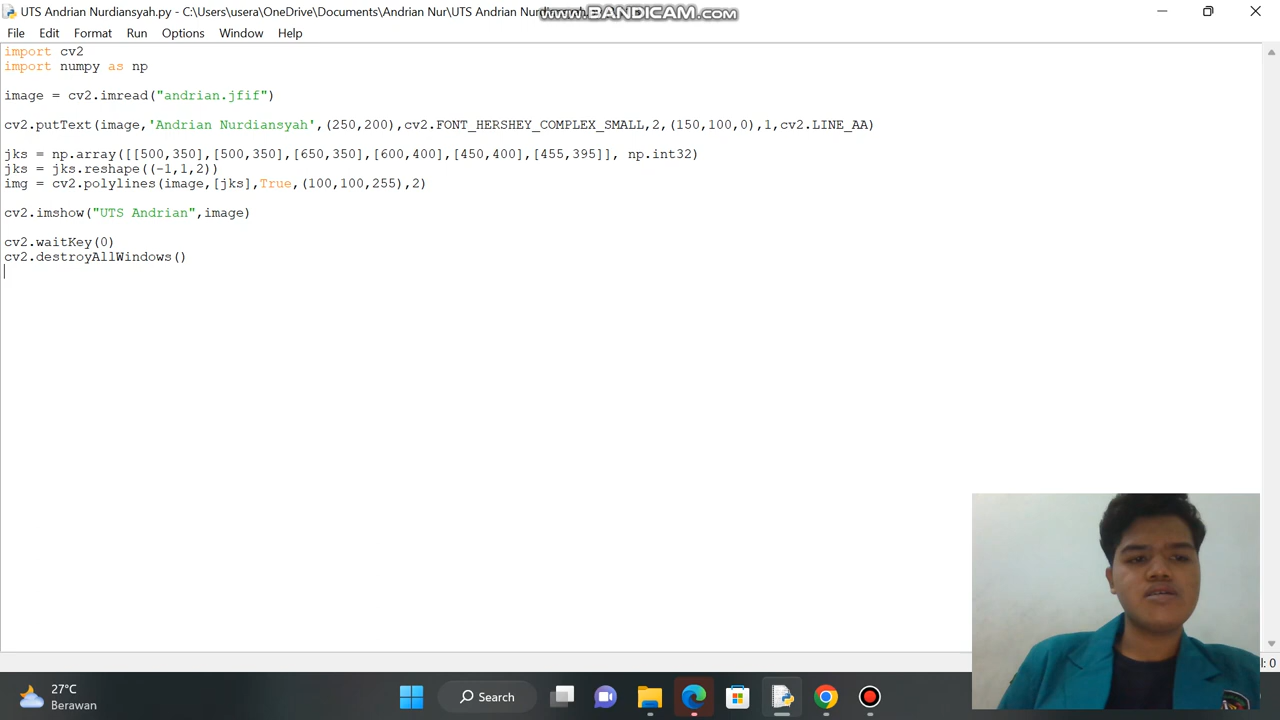 UTS Andrian Nurdiansyah.py - C:\Users\usera\OneDrive\Documents\Andrian Nur\UTS Andrian
www.BANDICAM.com
File Edit Format Run Options Window Help
import cv2
import numpy as np
image = cv2.imread("andrian.jfif")
cv2.putText(image,'Andrian Nurdiansyah',(250,200),cv2.FONT_HERSHEY_COMPLEX_SMALL,2,(150,100,0),1,cv2.LINE_AA)
jks = np.array([[500,350],[500,350],[650,350],[600,400],[450,400],[455,395]], np.int32)
jks = jks.reshape((-1,1,2))
img = cv2.polylines(image,[jks],True,(100,100,255),2)
cv2.imshow("UTS Andrian",image)
cv2.waitKey(0)
cv2.destroyAllWindows()
: 0
27°C
Berawan
Search